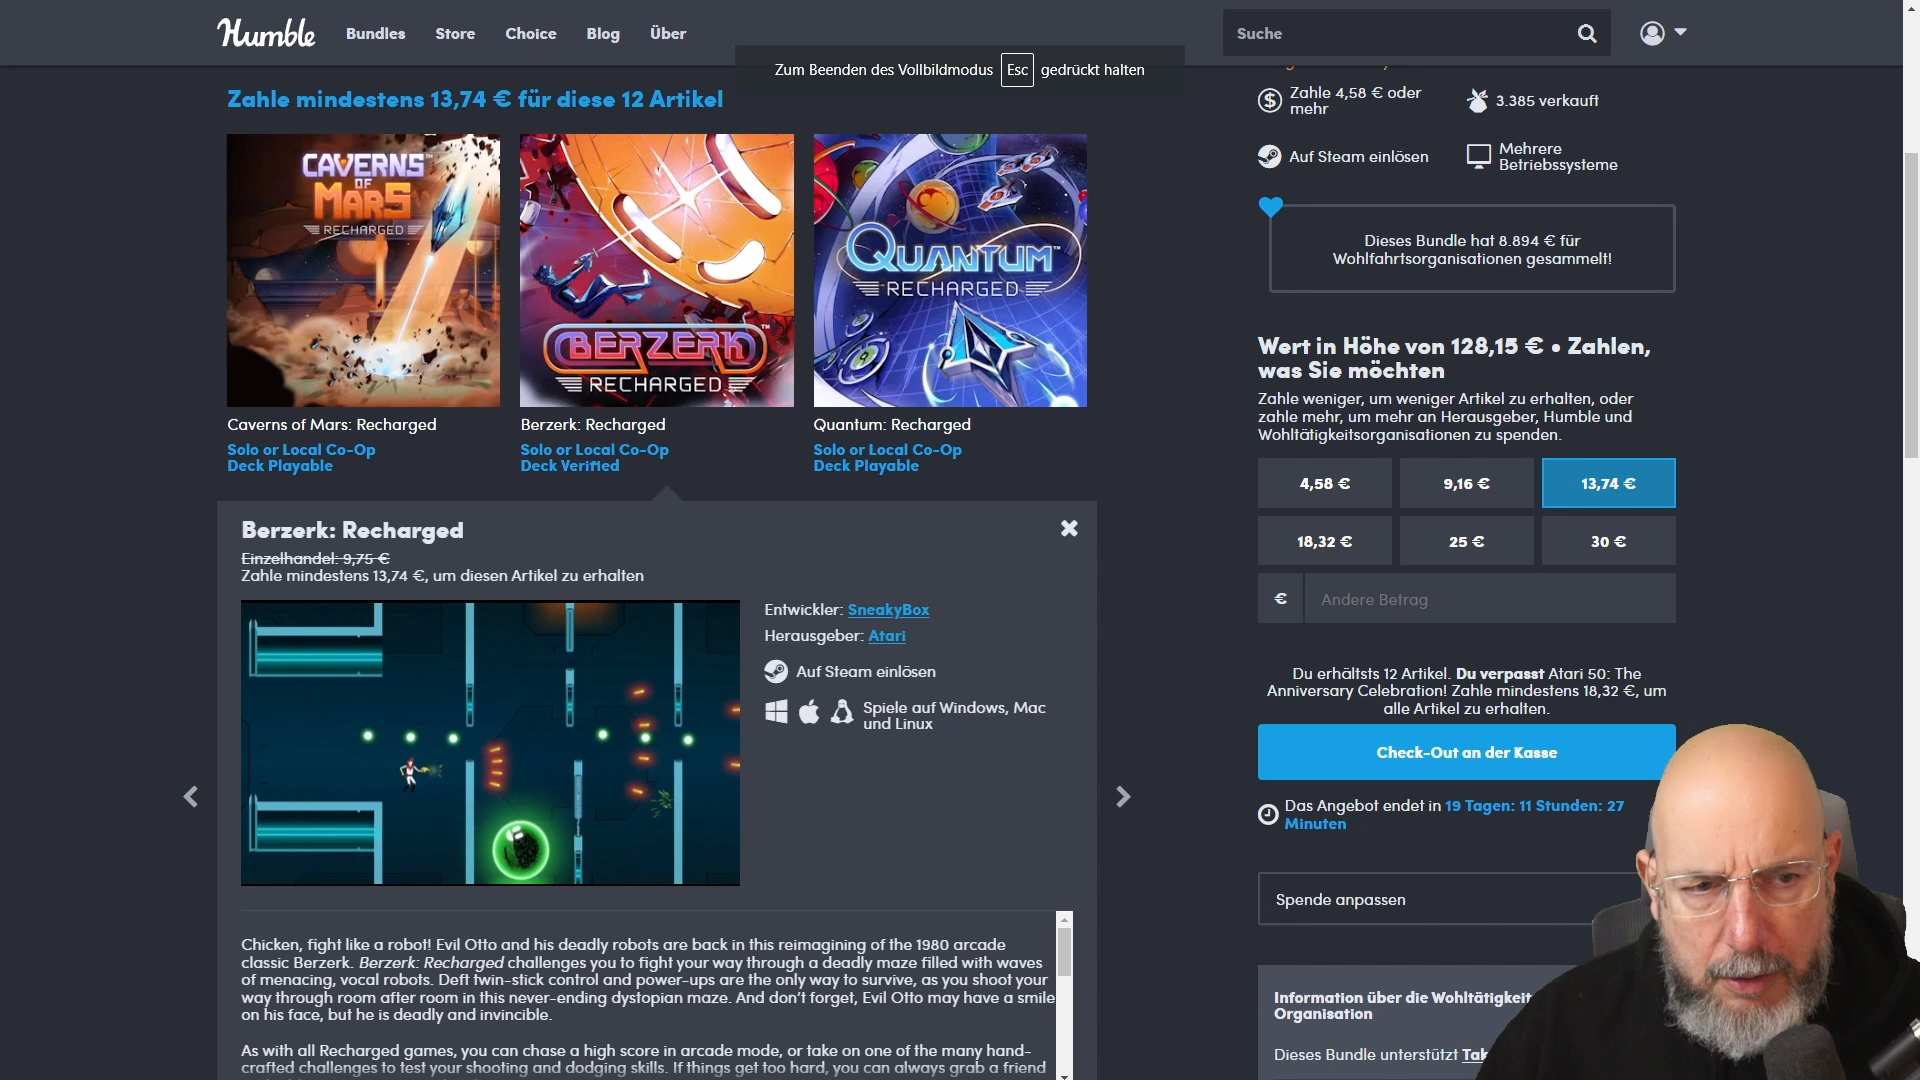 Humble
Bundles
Store
Choice
Blog
Über
Suche
Zum Beenden des Vollbildmodus Esc gedrückt halten
Zahle mindestens 13,74 € für diese 12 Artikel
CAVERNS
OF
MARS
RECHARGED
BERZERK
RECHARGED
QUANTUM
RECHARGED
Caverns of Mars: Recharged
Solo or Local Co-Op
Deck Playable
Berzerk: Recharged
Solo or Local Co-Op
Deck Verified
Quantum: Recharged
Solo or Local Co-Op
Deck Playable
Berzerk: Recharged
Einzelhandel: 9,75 €
Zahle mindestens 13,74 €, um diesen Artikel zu erhalten
Entwickler: SneakyBox
Herausgeber: Atari
Auf Steam einlösen
Spiele auf Windows, Mac
und Linux
Chicken, fight like a robot! Evil Otto and his deadly robots are back in this reimagining of the 1980 arcade
classic Berzerk. Berzerk: Recharged challenges you to fight your way through a deadly maze filled with waves
of menacing, vocal robots. Deft twin-stick control and power-ups are the only way to survive, as you shoot your
way through room after room in this never-ending dystopian maze. And don't forget, Evil Otto may have a smile
on his face, but he is deadly and invincible.
As with all Recharged games, you can chase a high score in arcade mode, or take on one of the many hand-
crafted challenges to test your shooting and dodging skills. If things get too hard, you can always grab a friend
Zahle 4,58 € oder
mehr
3.385 verkauft
Auf Steam einlösen
Mehrere
Betriebssysteme
Dieses Bundle hat 8.894 € für
Wohlfahrtsorganisationen gesammelt!
Wert in Höhe von 128,15 € • Zahlen,
was Sie möchten
Zahle weniger, um weniger Artikel zu erhalten, oder
zahle mehr, um mehr an Herausgeber, Humble und
Wohltätigkeitsorganisationen zu spenden.
4,58 €
9,16 €
13,74 €
18,32 €
25 €
30 €
€
Andere Betrag
Du erhältsts 12 Artikel. Du verpasst Atari 50: The
Anniversary Celebration! Zahle mindestens 18,32 €, um
alle Artikel zu erhalten.
Check-Out an der Kasse
Das Angebot endet in 19 Tagen: 11 Stunden: 27
Minuten
Spende anpassen
Information über die Wohltätigkeit
Organisation
Dieses Bundle unterstützt